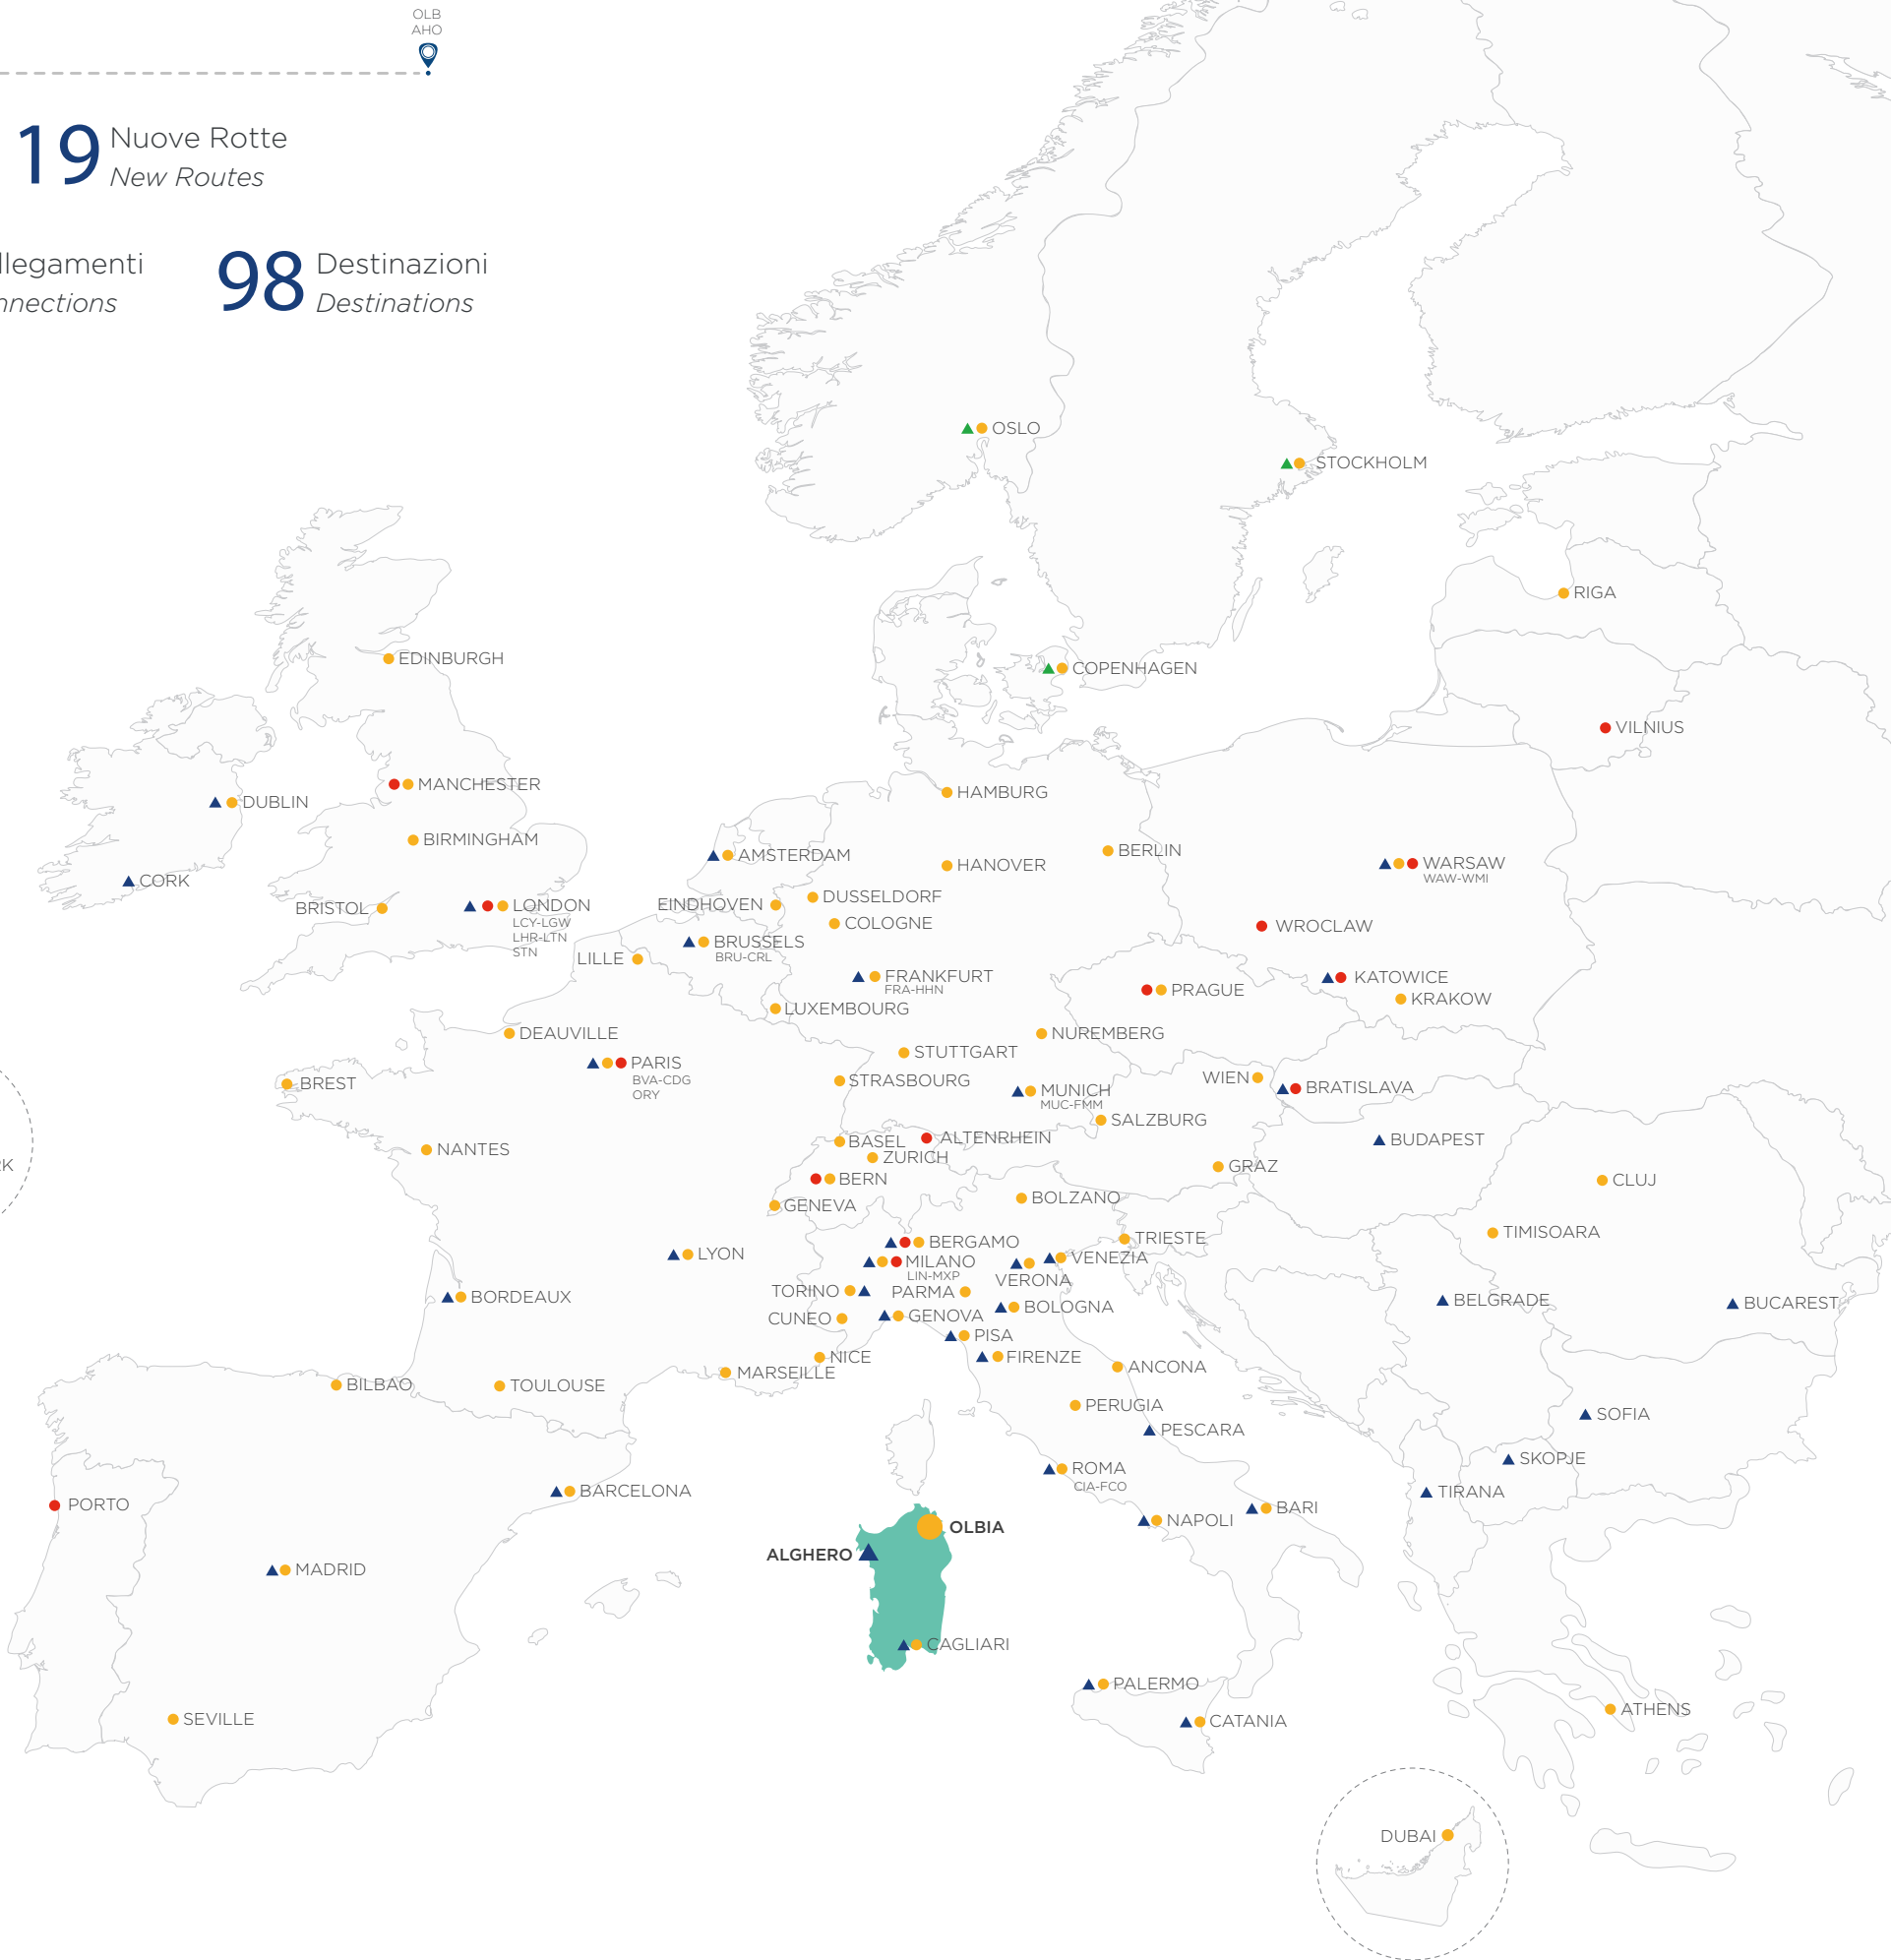 OLB
AHO
19 Nuove Rotte
New Routes
llegamenti
nnections
98 Destinazioni
Destinations
OSLO
STOCKHOLM
RIGA
EDINBURGH
COPENHAGEN
VILNIUS
MANCHESTER
HAMBURG
DUBLIN
BIRMINGHAM
BERLIN
AMSTERDAM
HANOVER
WARSAW
WAW-WMI
CORK
DUSSELDORF
EINDHOVEN
BRISTOL
LONDON
LCY-LGW
LHR-LTN
STN
COLOGNE
WROCLAW
BRUSSELS
BRU-CRL
LILLE
FRANKFURT
FRA-HHN
KATOWICE
PRAGUE
KRAKOW
LUXEMBOURG
DEAUVILLE
NUREMBERG
STUTTGART
PARIS
BVA-CDG
ORY
WIEN
STRASBOURG
BREST
BRATISLAVA
MUNICH
MUC-FMM
SALZBURG
ALTENRHEIN
BUDAPEST
BASEL
NANTES
ZURICH
RK
GRAZ
BERN
CLUJ
BOLZANO
GENEVA
TIMISOARA
TRIESTE
BERGAMO
LYON
VENEZIA
MILANO
LIN-MXP
VERONA
TORINO
PARMA
BORDEAUX
BELGRADE
BUCAREST
BOLOGNA
GENOVA
CUNEO
PISA
NICE
FIRENZE
ANCONA
MARSEILLE
BILBAO
TOULOUSE
PERUGIA
SOFIA
PESCARA
SKOPJE
ROMA
CIA-FCO
BARCELONA
TIRANA
PORTO
BARI
NAPOLI
OLBIA
ALGHERO
MADRID
CAGLIARI
PALERMO
ATHENS
SEVILLE
CATANIA
DUBAI